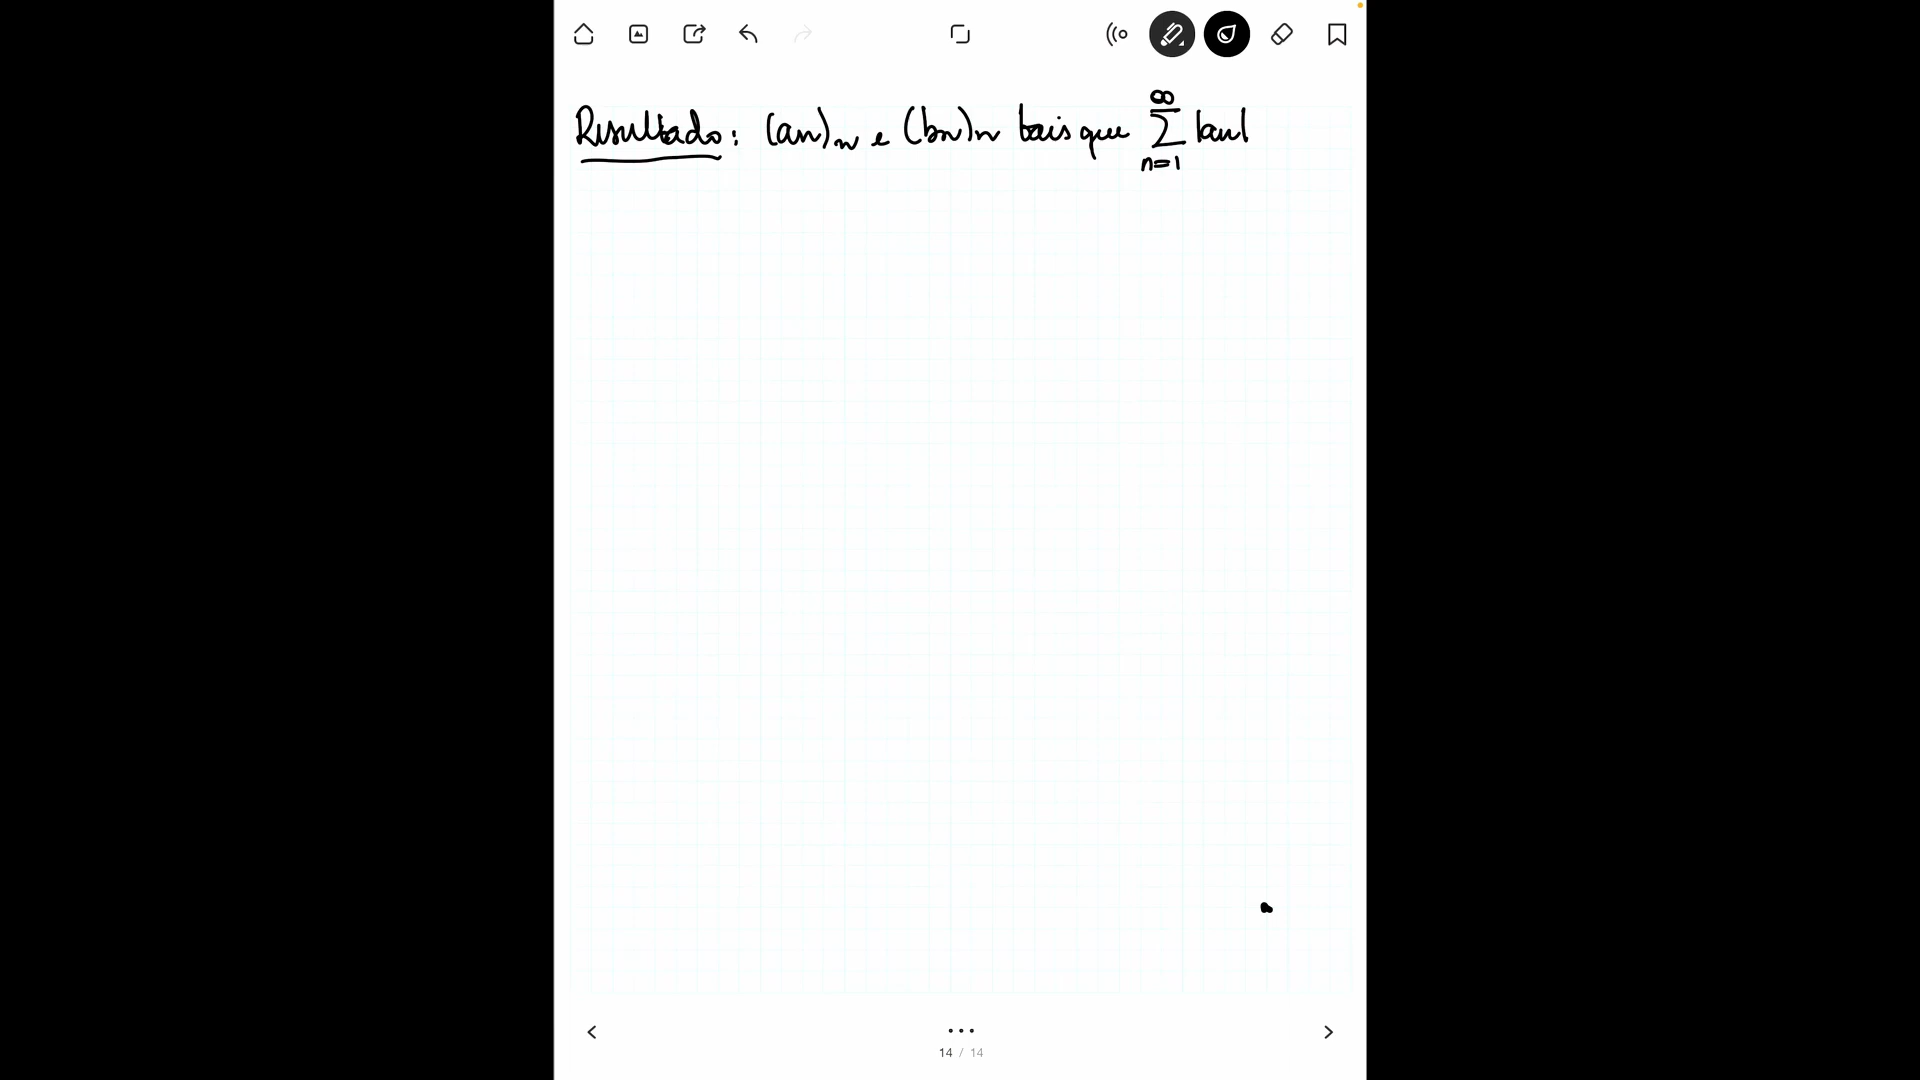 Resultado: (an)n e (bn)n tais que ∞∑n=1 |an|
14 / 14